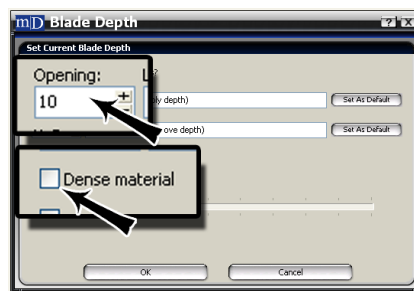 mD Blade Depth
Set Current Blade Depth
Opening:
10
ly depth)
Set As Default
ove depth)
Set As Default
Dense material
OK
Cancel